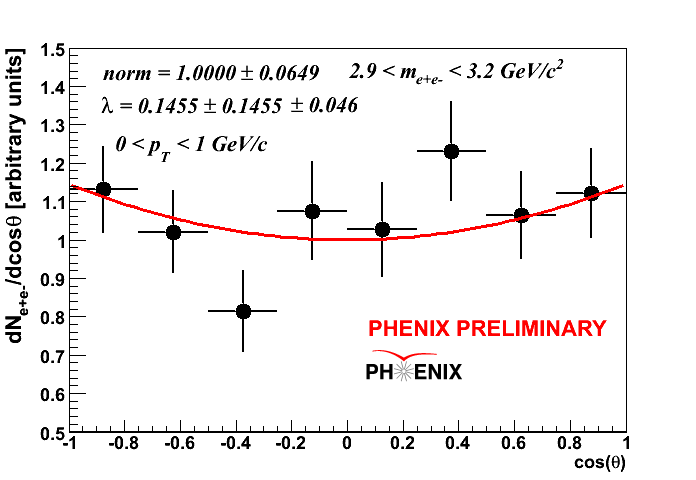 norm = 1.0000 ± 0.0649
2.9 < m_{e+e-} < 3.2 GeV/c²
λ = 0.1455 ± 0.1455 ± 0.046
0 < p_T < 1 GeV/c
dN_{e+e-}/dcosθ [arbitrary units]
1.5
1.4
1.3
1.2
1.1
1
0.9
0.8
0.7
0.6
0.5
PHENIX PRELIMINARY
PHENIX
-1 -0.8 -0.6 -0.4 -0.2 0 0.2 0.4 0.6 0.8 1
cos(θ)